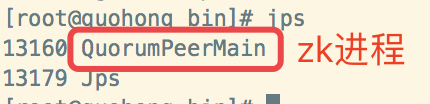 [root@guohong bin]# jps
13160 QuorumPeerMain zk进程
13179 Jps
[root@guohong bin]#